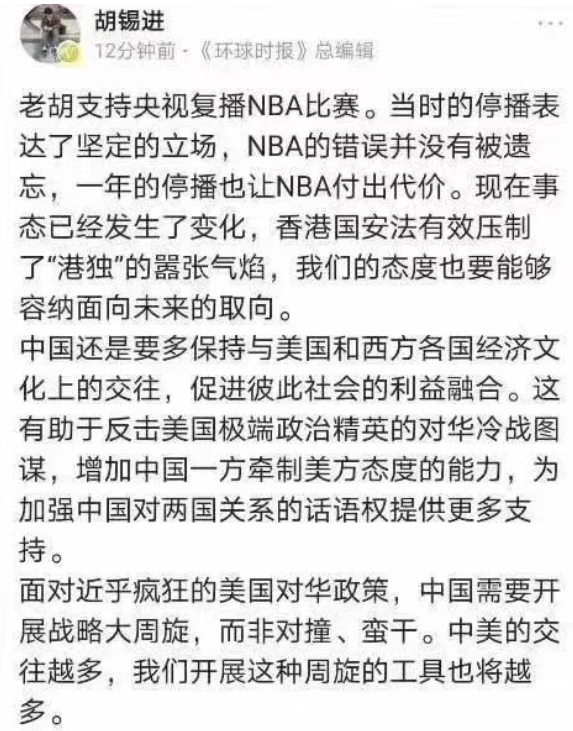 胡锡进
12分钟前·《环球时报》总编辑
老胡支持央视复播NBA比赛。当时的停播表
达了坚定的立场，NBA的错误并没有被遗
忘，一年的停播也让NBA付出代价。现在事
态已经发生了变化，香港国安法有效压制
了“港独”的嚣张气焰，我们的态度也要能够
容纳面向未来的取向。
中国还是要多保持与美国和西方各国经济文
化上的交往，促进彼此社会的利益融合。这
有助于反击美国极端政治精英的对华冷战图
谋，增加中国一方牵制美方态度的能力，为
加强中国对两国关系的话语权提供更多支
持。
面对近乎疯狂的美国对华政策，中国需要开
展战略大周旋，而非对撞、蛮干。中美的交
往越多，我们开展这种周旋的工具也将越
多。